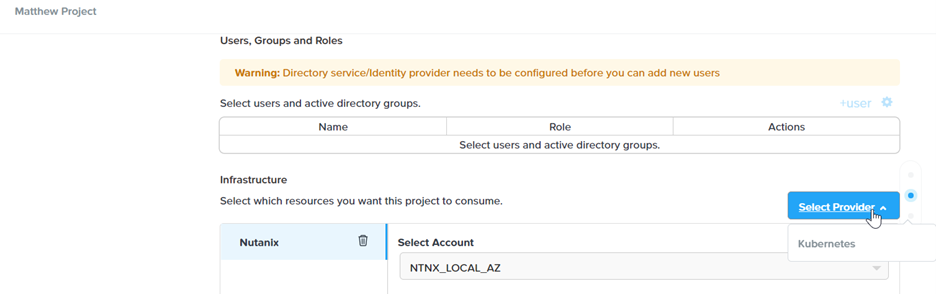 Matthew Project
Users, Groups and Roles
Warning: Directory service/Identity provider needs to be configured before you can add new users
Select users and active directory groups.
+user
Name Role Actions
Select users and active directory groups.
Infrastructure
Select which resources you want this project to consume.
Select Provider
Kubernetes
Nutanix
Select Account
NTNX_LOCAL_AZ